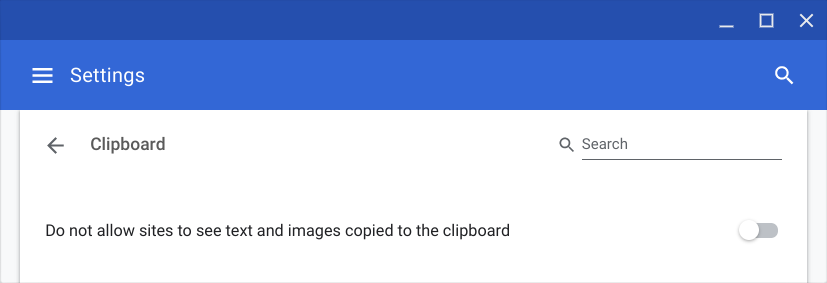 Settings
Clipboard
Search
Do not allow sites to see text and images copied to the clipboard